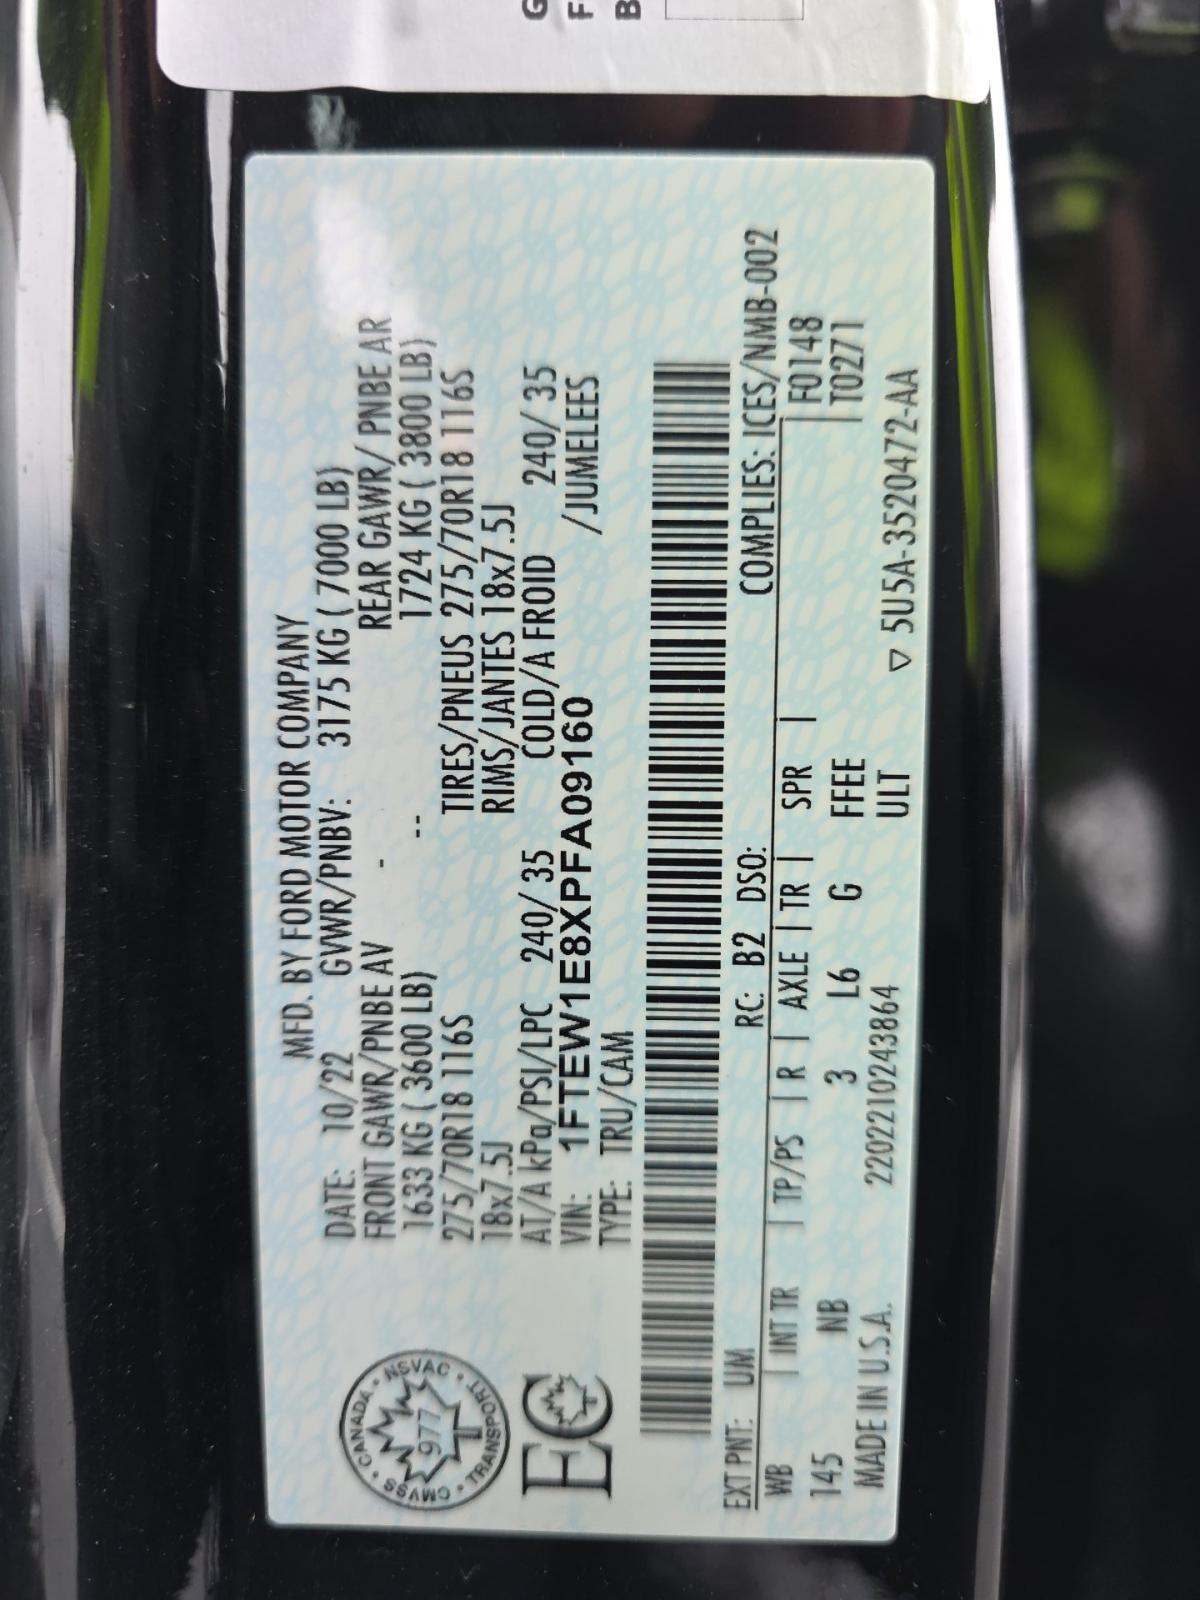 G
F
B
MFD. BY FORD MOTOR COMPANY
DATE: 10/22 GVWR/PNBV: 3175 KG ( 7000 LB)
FRONT GAWR/PNBE AV - REAR GAWR/ PNBE AR
1633 KG ( 3600 LB) -- 1724 KG ( 3800 LB)
275/70R18 116S TIRES/PNEUS 275/70R18 116S
18x7.5J RIMS/JANTES 18x7.5J
AT/A kPa/PSI/LPC 240/ 35 COLD/A FROID 240/ 35
VIN: 1FTEW1E8XPFA09160 /JUMELEES
TYPE: TRU/CAM
CMVSS • CANADA • NSVAC • TRANSPORT •
977
EC
EXT PNT: UM RC: B2 DSO: COMPLIES: ICES/NMB-002
WB | INT TR | TP/PS | R | AXLE | TR | SPR | | F0148
145 NB 3 L6 G FFEE | T0271
MADE IN U.S.A. 22022102438​64 ULT ▽ 5U5A-3520472-AA